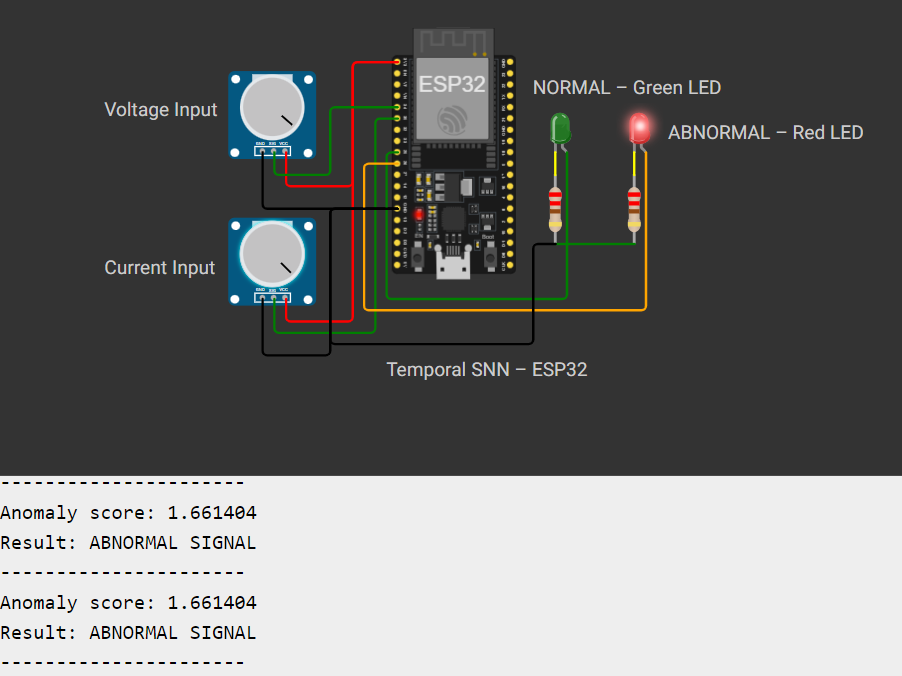 ESP32
NORMAL – Green LED
Voltage Input
ABNORMAL – Red LED
GND SIG VCC
Current Input
GND SIG VCC
Temporal SNN – ESP32
----------------------
Anomaly score: 1.661404
Result: ABNORMAL SIGNAL
----------------------
Anomaly score: 1.661404
Result: ABNORMAL SIGNAL
----------------------